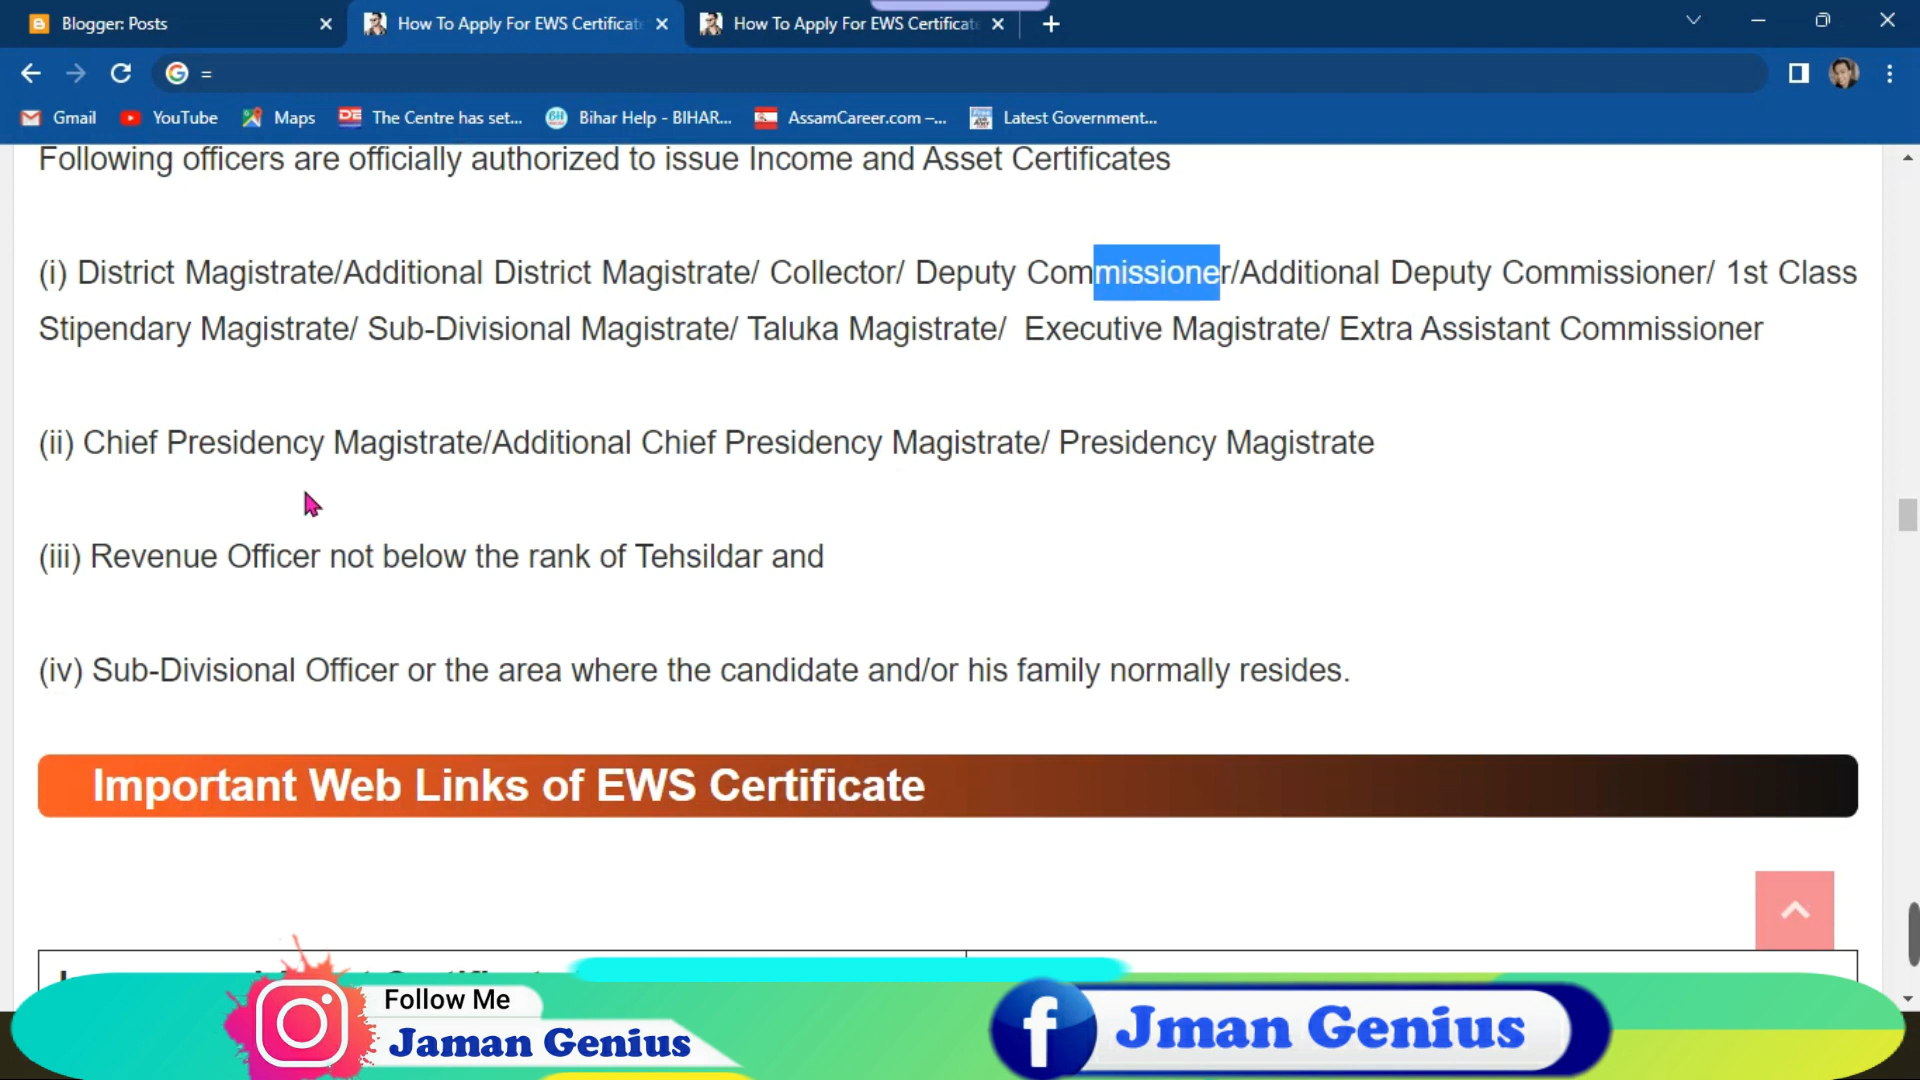 Blogger: Posts
How To Apply For EWS Certificat
How To Apply For EWS Certificat
=
Gmail
YouTube
Maps
The Centre has set...
Bihar Help - BIHAR...
AssamCareer.com –...
Latest Government...
Following officers are officially authorized to issue Income and Asset Certificates
(i) District Magistrate/Additional District Magistrate/ Collector/ Deputy Commissioner/Additional Deputy Commissioner/ 1st Class
Stipendary Magistrate/ Sub-Divisional Magistrate/ Taluka Magistrate/ Executive Magistrate/ Extra Assistant Commissioner
(ii) Chief Presidency Magistrate/Additional Chief Presidency Magistrate/ Presidency Magistrate
(iii) Revenue Officer not below the rank of Tehsildar and
(iv) Sub-Divisional Officer or the area where the candidate and/or his family normally resides.
Important Web Links of EWS Certificate
Follow Me
Jaman Genius
f
Jman Genius